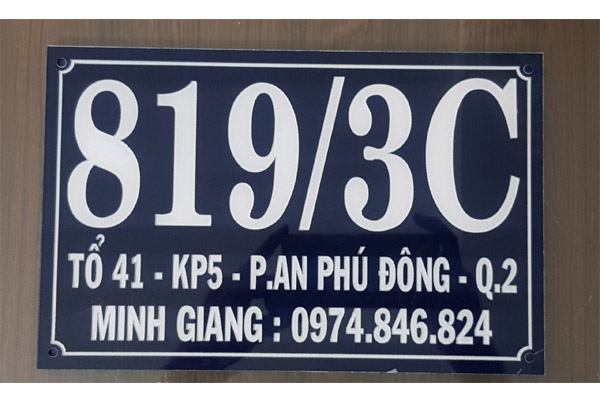 819/3C
TỔ 41 - KP5 - P.AN PHÚ ĐÔNG - Q.2
MINH GIANG : 0974.846.824